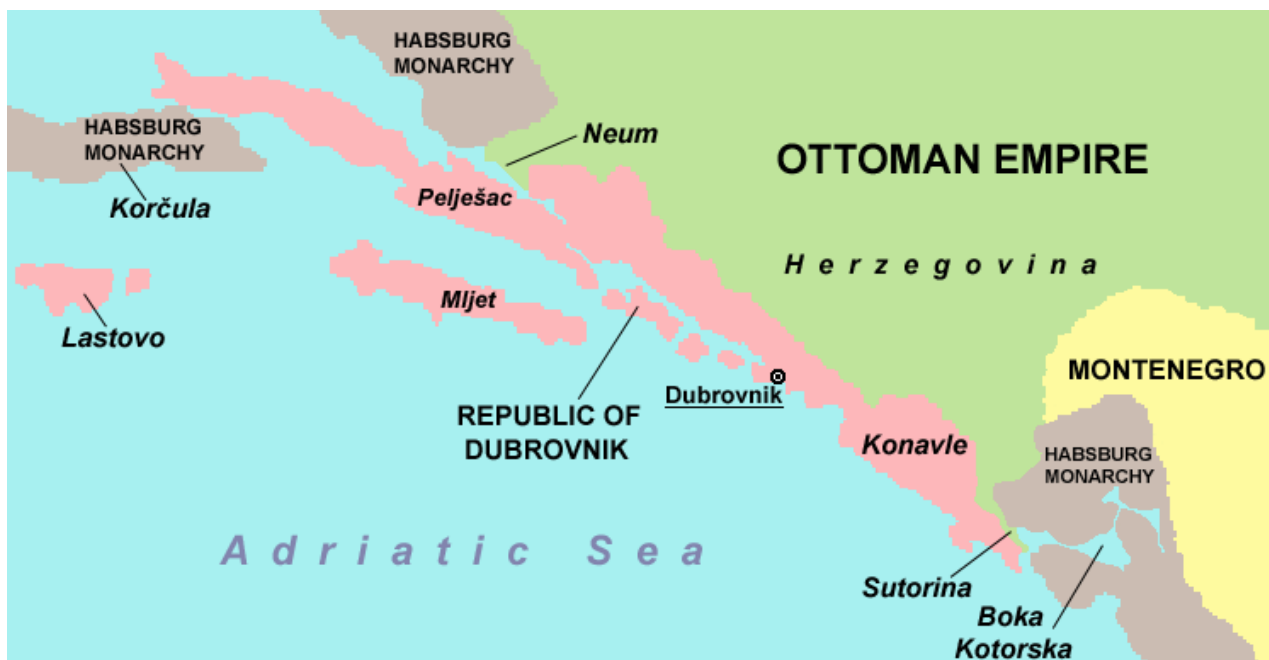 HABSBURG
MONARCHY
HABSBURG
MONARCHY
Korčula
Neum
OTTOMAN EMPIRE
Pelješac
Herzegovina
Mljet
Lastovo
MONTENEGRO
Dubrovnik
REPUBLIC OF
DUBROVNIK
Konavle
HABSBURG
MONARCHY
Adriatic Sea
Sutorina
Boka
Kotorska